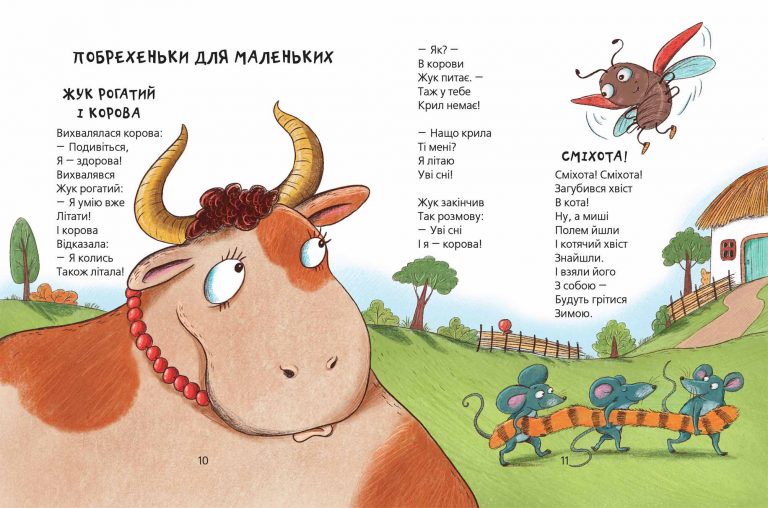 ПОБРЕХЕНЬКИ ДЛЯ МАЛЕНЬКИХ
ЖУК РОГАТИЙ
І КОРОВА
Вихвалялася корова:
— Подивіться,
Я — здорова!
Вихвалявся
Жук рогатий:
— Я умію вже
Літати!
І корова
Відказала:
— Я колись
Також літала!
— Як? —
В корови
Жук питає. —
Таж у тебе
Крил немає!
— Нащо крила
Ті мені?
Я літаю
Уві сні!
Жук закінчив
Так розмову:
— Уві сні
І я — корова!
10
СМІХОТА!
Сміхота! Сміхота!
Загубився хвіст
В кота!
Ну, а миші
Полем йшли
І котячий хвіст
Знайшли.
І взяли його
З собою —
Будуть грітися
Зимою.
11